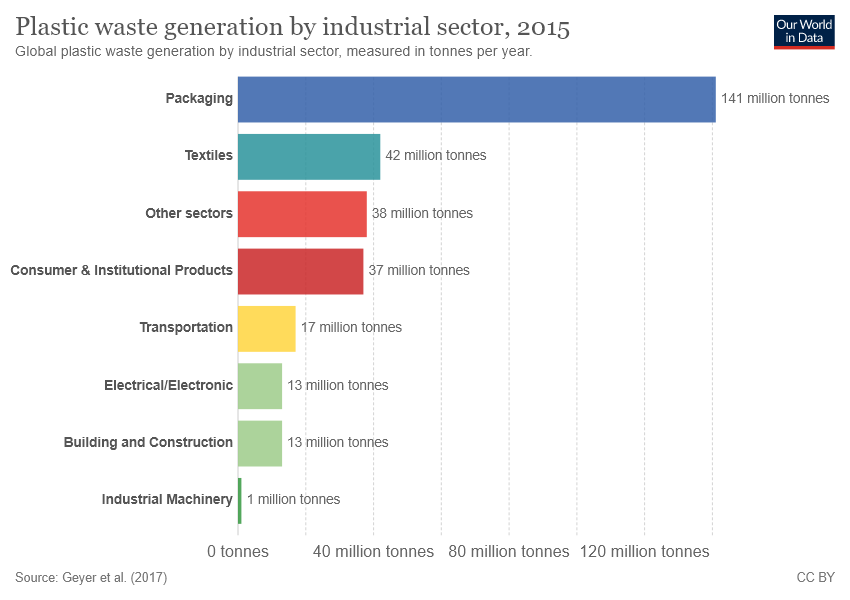 Plastic waste generation by industrial sector, 2015
Global plastic waste generation by industrial sector, measured in tonnes per year.
Our World
in Data
Packaging 141 million tonnes
Textiles 42 million tonnes
Other sectors 38 million tonnes
Consumer & Institutional Products 37 million tonnes
Transportation 17 million tonnes
Electrical/Electronic 13 million tonnes
Building and Construction 13 million tonnes
Industrial Machinery 1 million tonnes
0 tonnes 40 million tonnes 80 million tonnes 120 million tonnes
Source: Geyer et al. (2017) CC BY